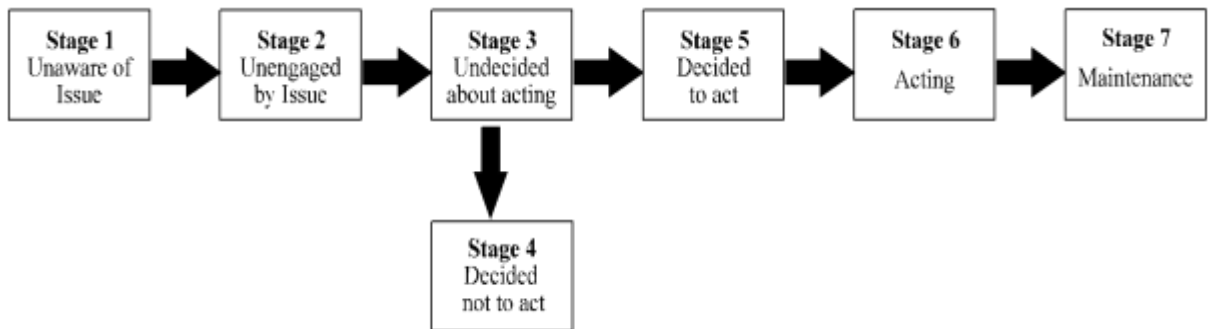 Stage 1
Unaware of
Issue
Stage 2
Unengaged
by Issue
Stage 3
Undecided
about acting
Stage 5
Decided
to act
Stage 6
Acting
Stage 7
Maintenance
Stage 4
Decided
not to act